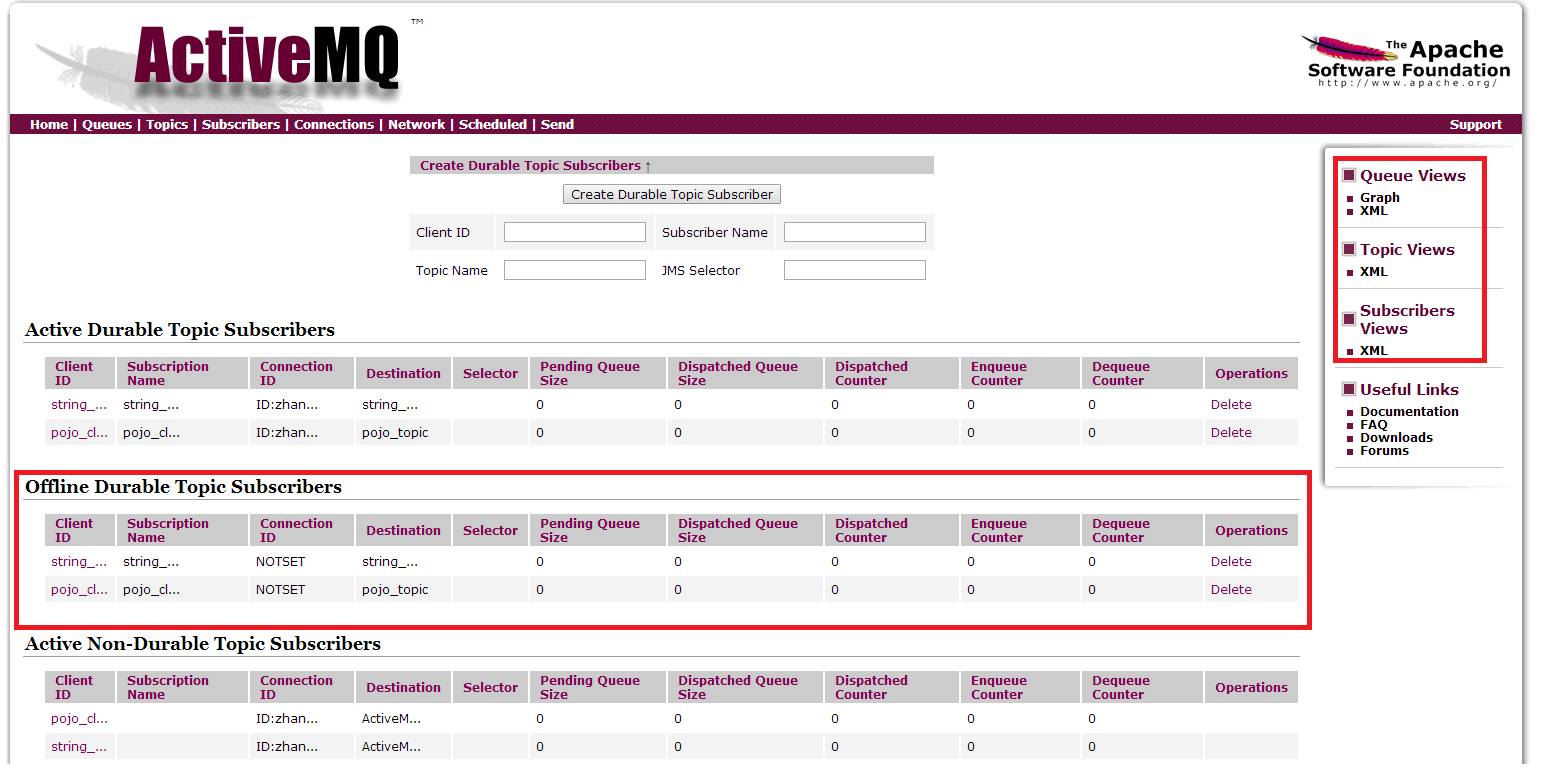 ActiveMQ ™
The Apache
Software Foundation
http://www.apache.org/
Home | Queues | Topics | Subscribers | Connections | Network | Scheduled | Send
Support
Create Durable Topic Subscribers ↑
Create Durable Topic Subscriber
Client ID Subscriber Name
Topic Name JMS Selector
Active Durable Topic Subscribers
Client ID Subscription Name Connection ID Destination Selector Pending Queue Size Dispatched Queue Size Dispatched Counter Enqueue Counter Dequeue Counter Operations
string_... string_... ID:zhan... string_... 0 0 0 0 0 Delete
pojo_cl... pojo_cl... ID:zhan... pojo_topic 0 0 0 0 0 Delete
Offline Durable Topic Subscribers
Client ID Subscription Name Connection ID Destination Selector Pending Queue Size Dispatched Queue Size Dispatched Counter Enqueue Counter Dequeue Counter Operations
string_... string_... NOTSET string_... 0 0 0 0 0 Delete
pojo_cl... pojo_cl... NOTSET pojo_topic 0 0 0 0 0 Delete
Active Non-Durable Topic Subscribers
Client ID Subscription Name Connection ID Destination Selector Pending Queue Size Dispatched Queue Size Dispatched Counter Enqueue Counter Dequeue Counter Operations
pojo_cl... ID:zhan... ActiveM... 0 0 0 0 0
string_... ID:zhan... ActiveM... 0 0 0 0 0
Queue Views
Graph
XML
Topic Views
XML
Subscribers
Views
XML
Useful Links
Documentation
FAQ
Downloads
Forums